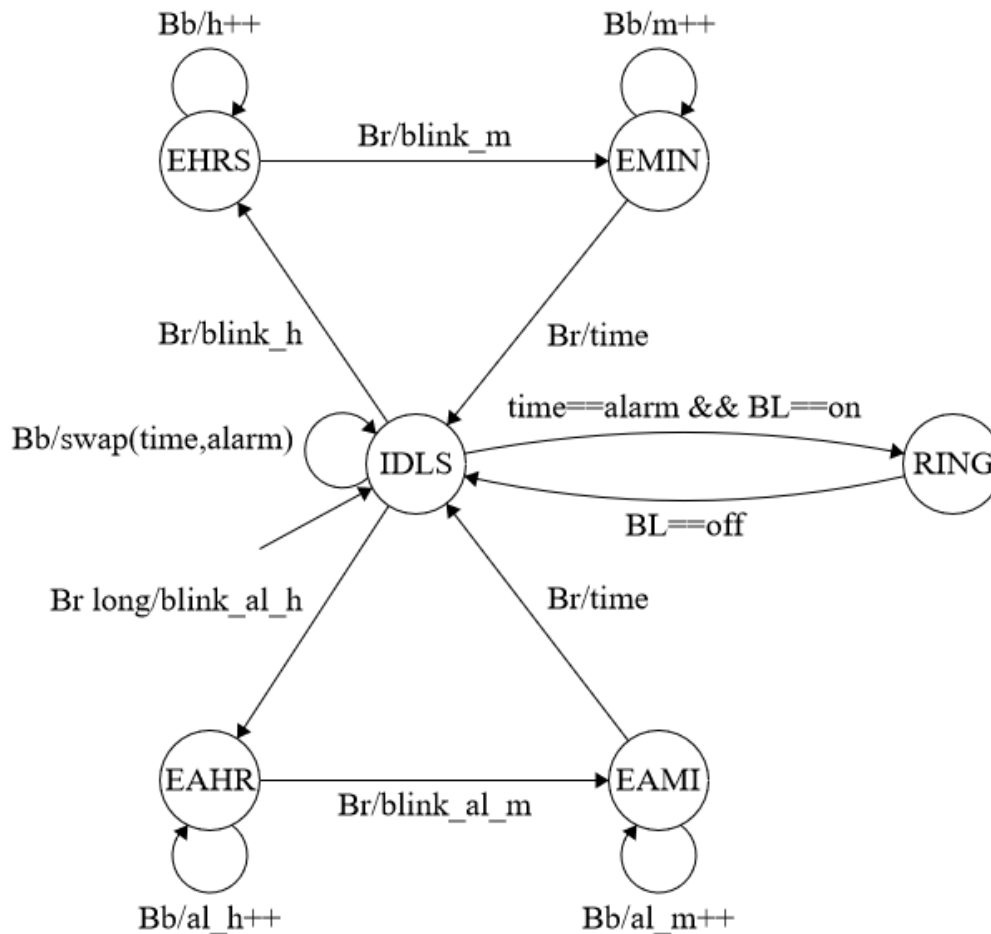 Bb/h++
Bb/m++
Br/blink_m
EHRS
EMIN
Br/blink_h
Br/time
time==alarm && BL==on
Bb/swap(time,alarm)
IDLS
RING
BL==off
Br long/blink_al_h
Br/time
EAHR
EAMI
Br/blink_al_m
Bb/al_h++
Bb/al_m++